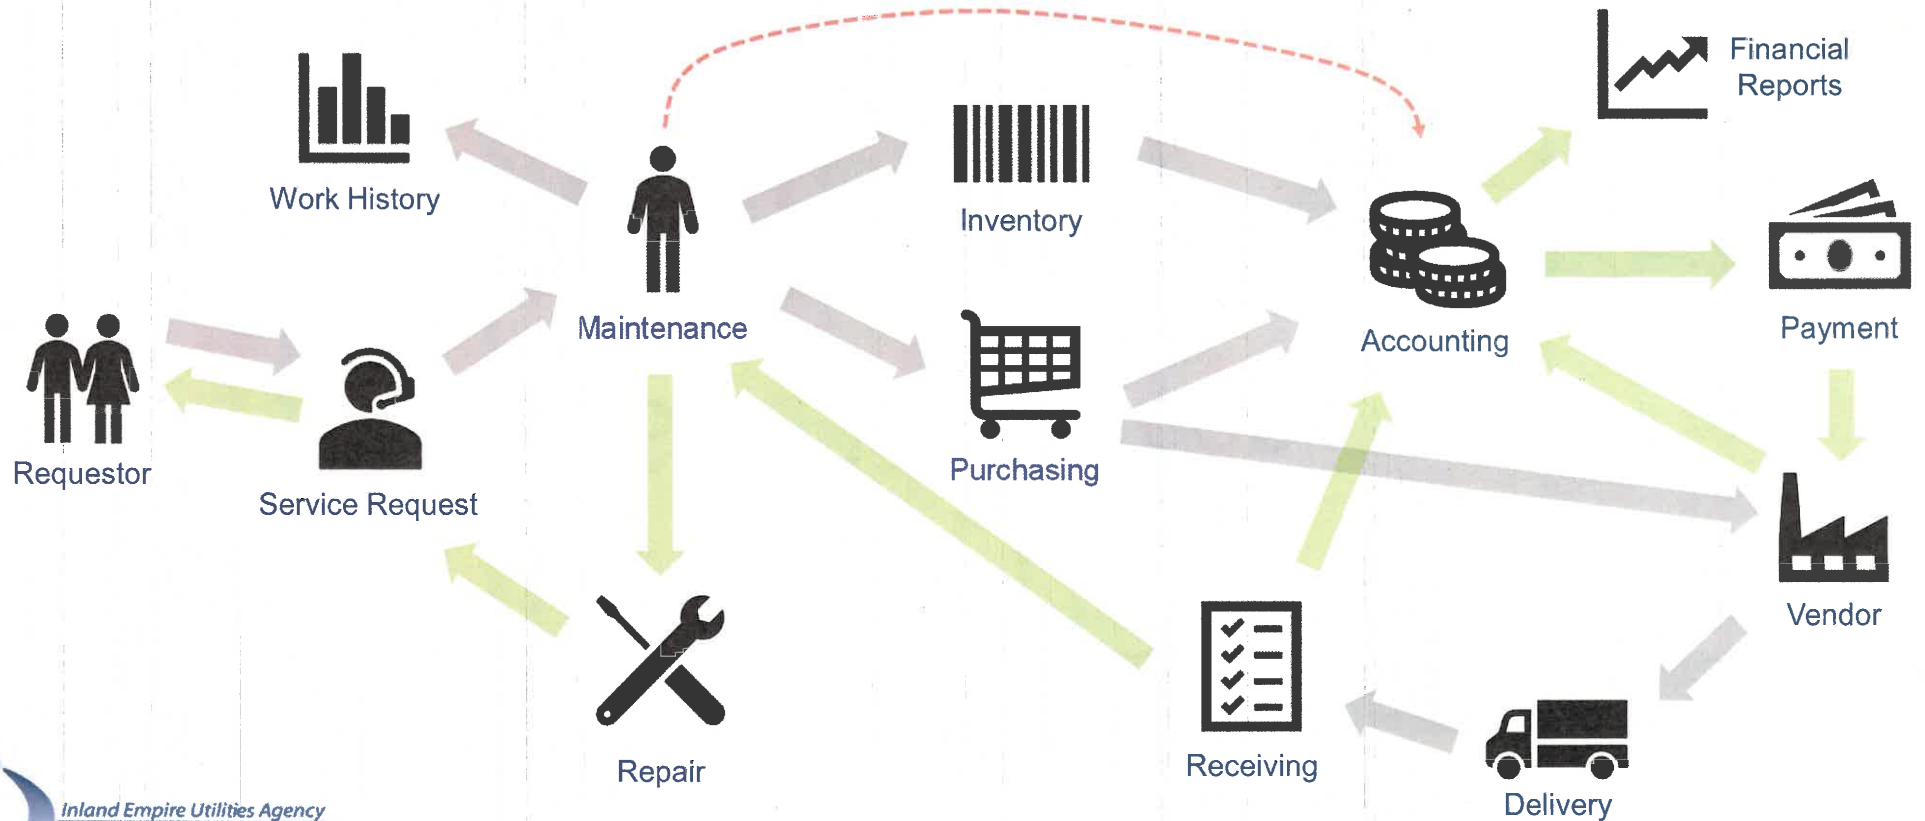 Financial
Reports
Work History
Inventory
Maintenance
Accounting
Payment
Requestor
Service Request
Purchasing
Vendor
Repair
Receiving
Delivery
Inland Empire Utilities Agency